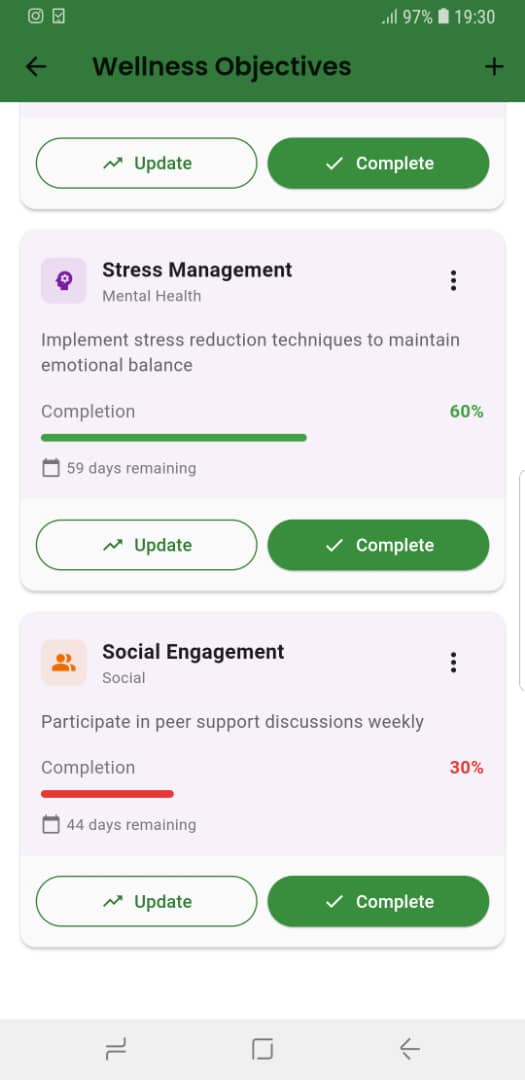 97% 19:30
Wellness Objectives
Update Complete
Stress Management
Mental Health
Implement stress reduction techniques to maintain
emotional balance
Completion 60%
59 days remaining
Update Complete
Social Engagement
Social
Participate in peer support discussions weekly
Completion 30%
44 days remaining
Update Complete